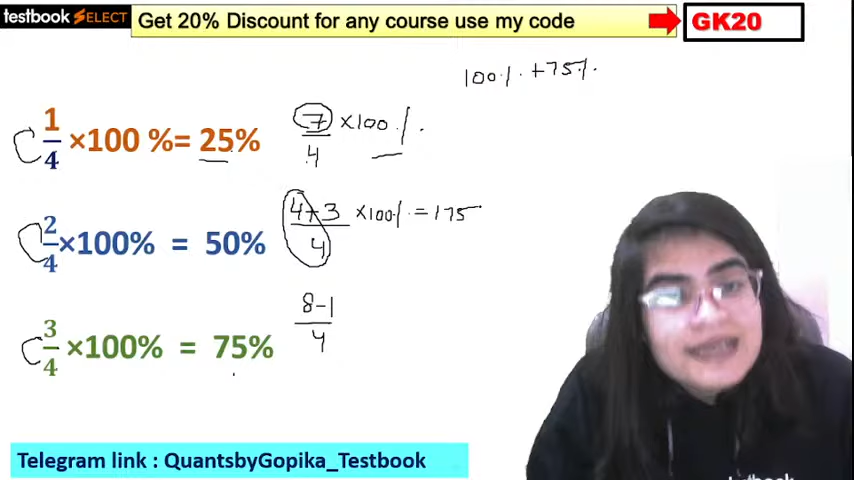 testbook SELECT
Get 20% Discount for any course use my code
GK20
100% + 75%
1/4 ×100 %= 25%
7/4 ×100%
2/4 ×100% = 50%
4+3/4 ×100% = 175
3/4 ×100% = 75%
8-1/4
Telegram link : QuantsbyGopika_Testbook
testbook